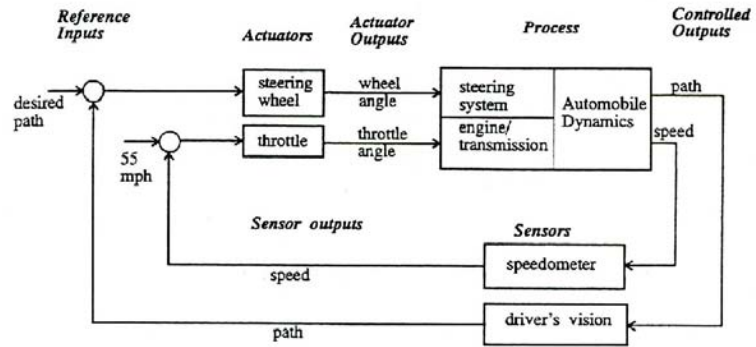 Reference
Inputs
Actuators
Actuator
Outputs
Process
Controlled
Outputs
desired
path
steering
wheel
wheel
angle
steering
system
engine/
transmission
Automobile
Dynamics
path
speed
55
mph
throttle
throttle
angle
Sensor outputs
Sensors
speed
speedometer
path
driver's vision